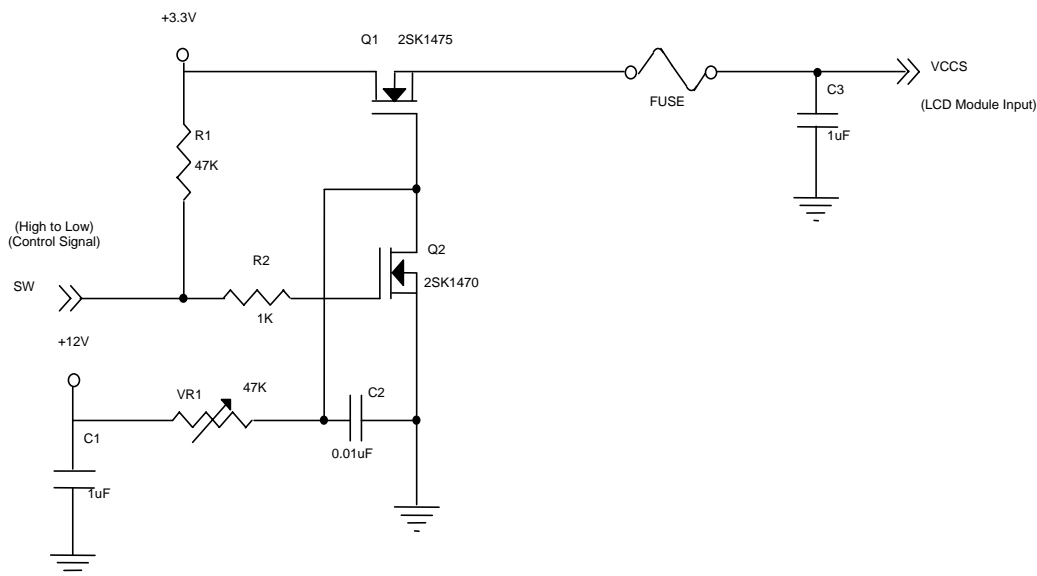 +3.3V
Q1 2SK1475
VCCS
FUSE
C3
(LCD Module Input)
R1
1uF
47K
(High to Low)
(Control Signal)
Q2
R2
2SK1470
SW
1K
+12V
VR1
47K
C2
C1
0.01uF
1uF